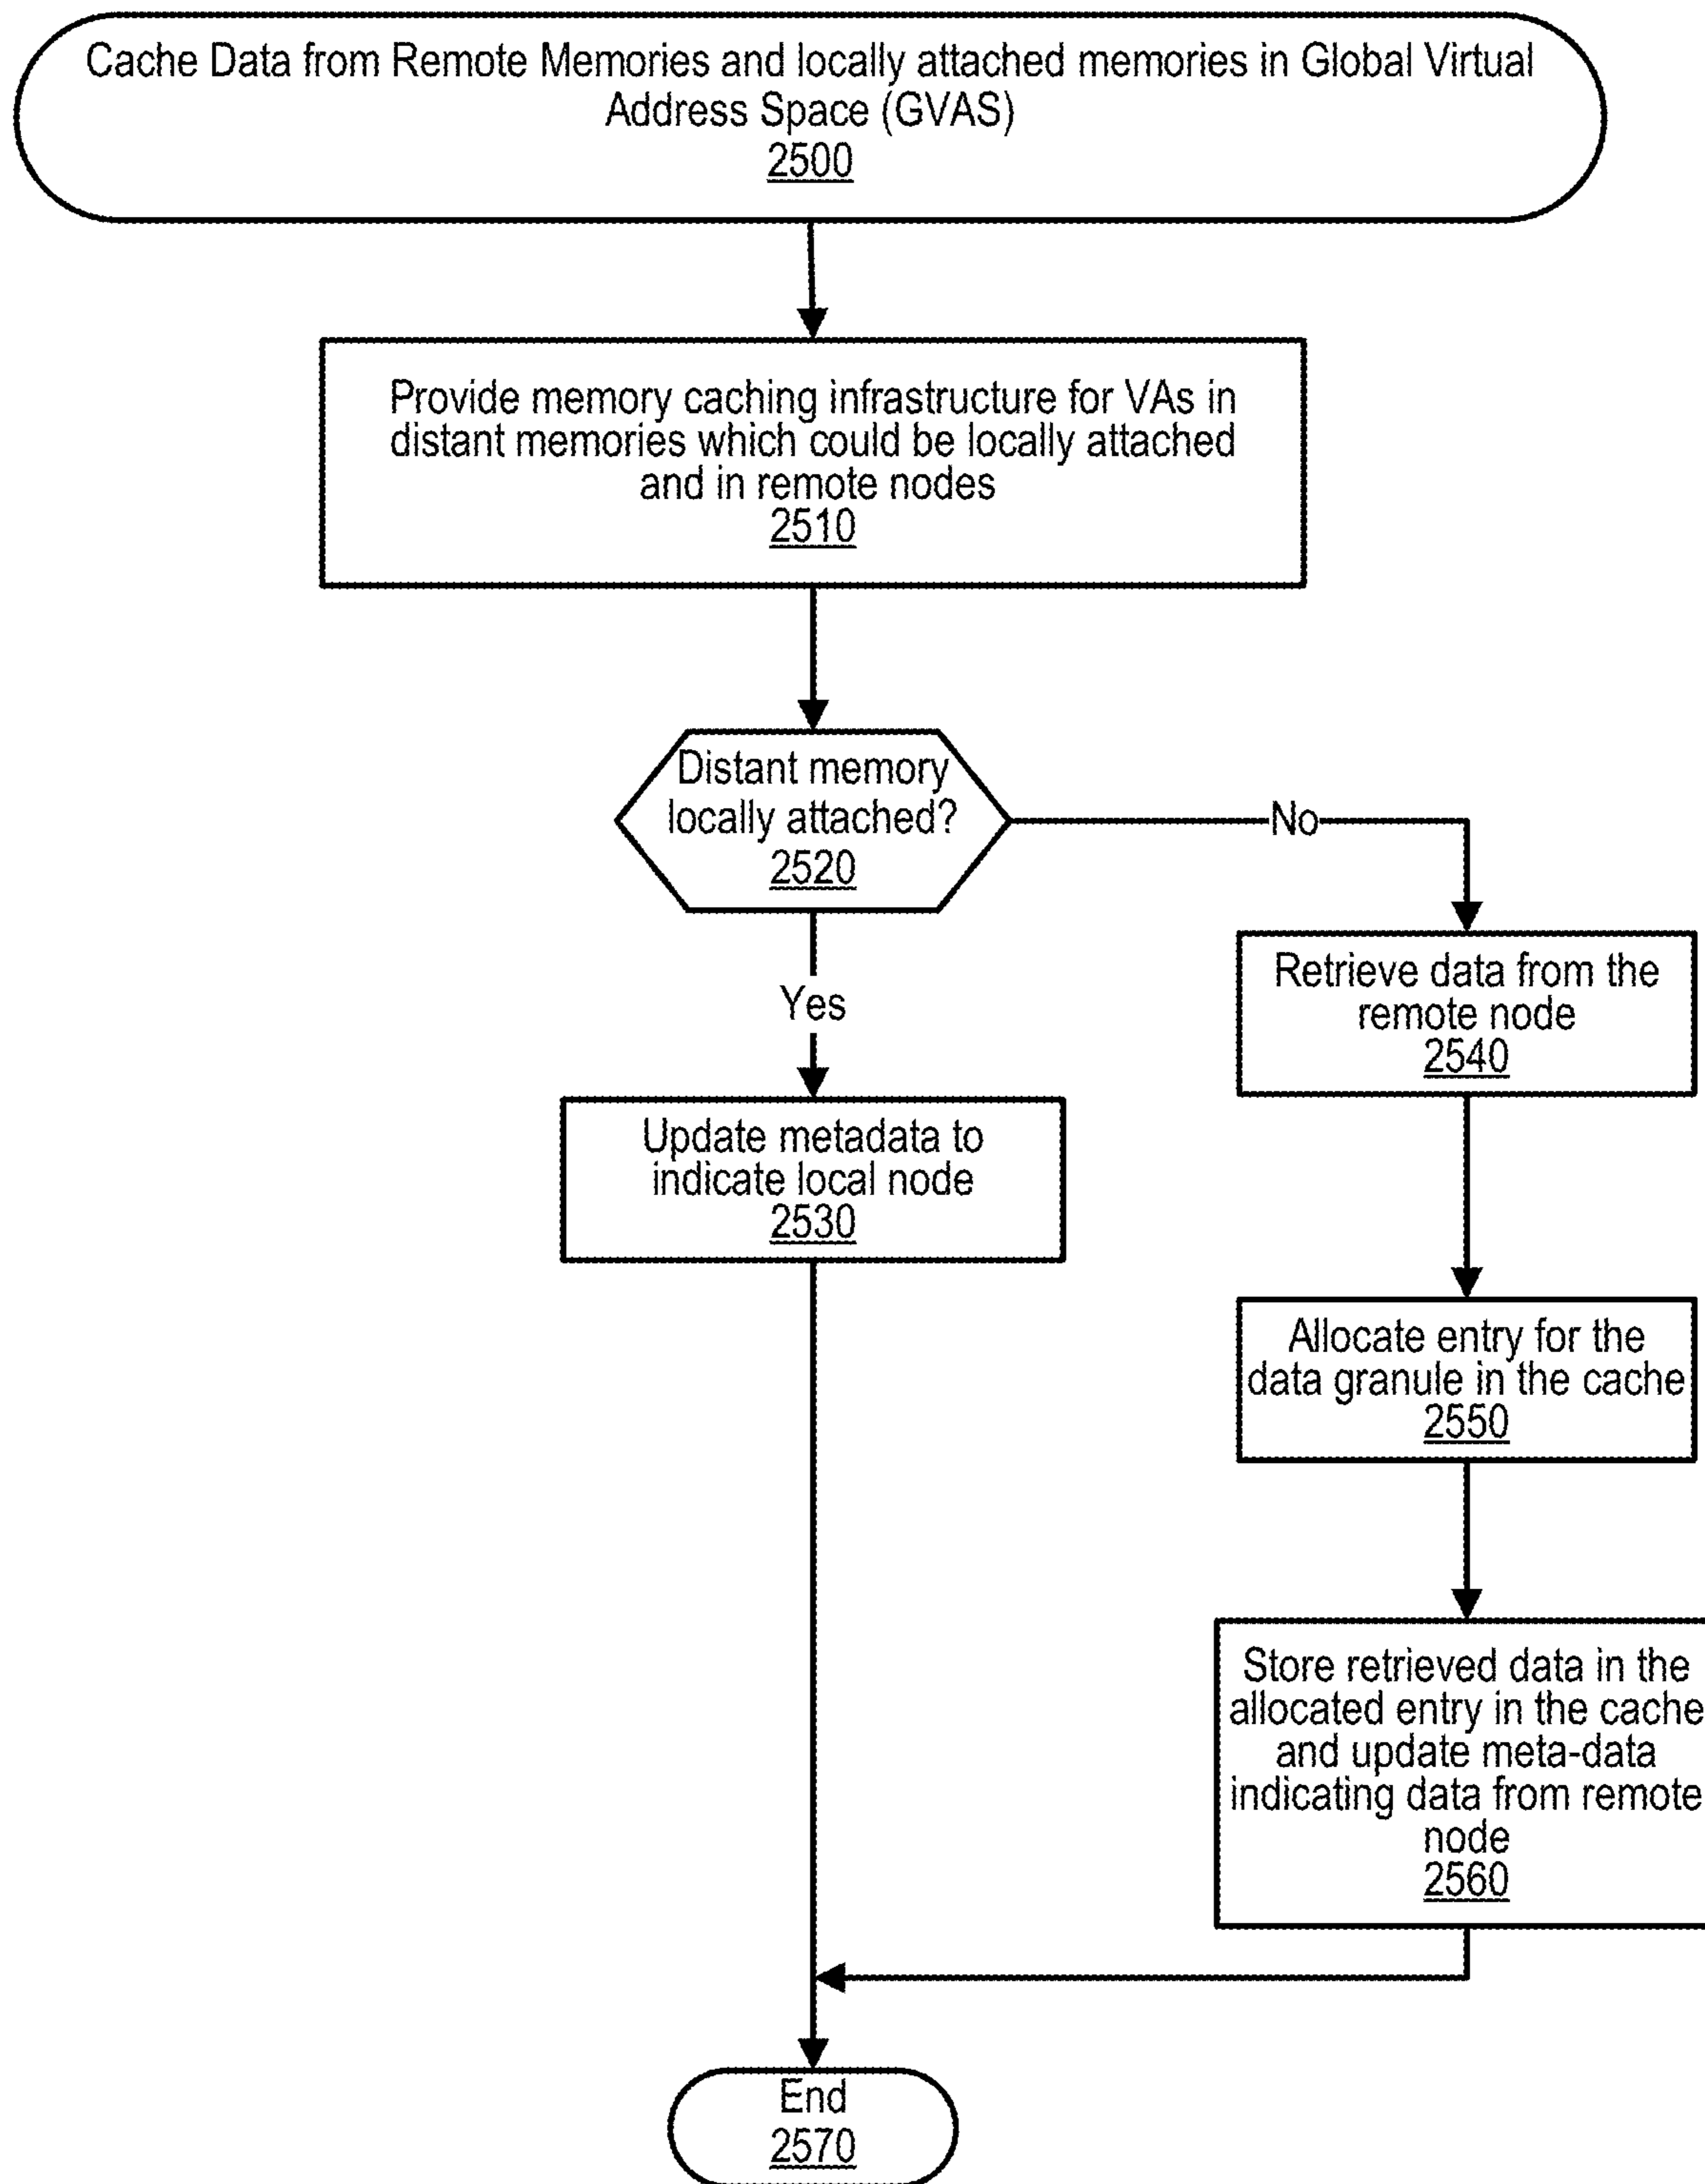 Cache Data from Remote Memories and locally attached memories in Global Virtual
Address Space (GVAS)
2500
Provide memory caching infrastructure for VAs in
distant memories which could be locally attached
and in remote nodes
2510
Distant memory
locally attached?
2520
No
Yes
Retrieve data from the
remote node
2540
Update metadata to
indicate local node
2530
Allocate entry for the
data granule in the cache
2550
Store retrieved data in the
allocated entry in the cache
and update meta-data
indicating data from remote
node
2560
End
2570